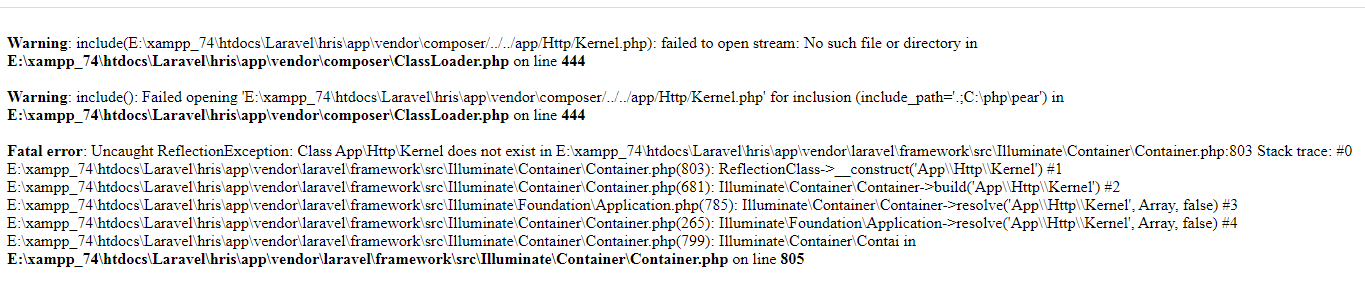 Warning: include(E:\xampp_74\htdocs\Laravel\hris\app\vendor\composer/../../app/Http/Kernel.php): failed to open stream: No such file or directory in
E:\xampp_74\htdocs\Laravel\hris\app\vendor\composer\ClassLoader.php on line 444
Warning: include(): Failed opening 'E:\xampp_74\htdocs\Laravel\hris\app\vendor\composer/../../app/Http/Kernel.php' for inclusion (include_path='.;C:\php\pear') in
E:\xampp_74\htdocs\Laravel\hris\app\vendor\composer\ClassLoader.php on line 444
Fatal error: Uncaught ReflectionException: Class App\Http\Kernel does not exist in E:\xampp_74\htdocs\Laravel\hris\app\vendor\laravel\framework\src\Illuminate\Container\Container.php:803 Stack trace: #0
E:\xampp_74\htdocs\Laravel\hris\app\vendor\laravel\framework\src\Illuminate\Container\Container.php(803): ReflectionClass->__construct('App\\Http\\Kernel') #1
E:\xampp_74\htdocs\Laravel\hris\app\vendor\laravel\framework\src\Illuminate\Container\Container.php(681): Illuminate\Container\Container->build('App\\Http\\Kernel') #2
E:\xampp_74\htdocs\Laravel\hris\app\vendor\laravel\framework\src\Illuminate\Foundation\Application.php(785): Illuminate\Container\Container->resolve('App\\Http\\Kernel', Array, false) #3
E:\xampp_74\htdocs\Laravel\hris\app\vendor\laravel\framework\src\Illuminate\Container\Container.php(265): Illuminate\Foundation\Application->resolve('App\\Http\\Kernel', Array, false) #4
E:\xampp_74\htdocs\Laravel\hris\app\vendor\laravel\framework\src\Illuminate\Container\Container.php(799): Illuminate\Container\Contai in
E:\xampp_74\htdocs\Laravel\hris\app\vendor\laravel\framework\src\Illuminate\Container\Container.php on line 805